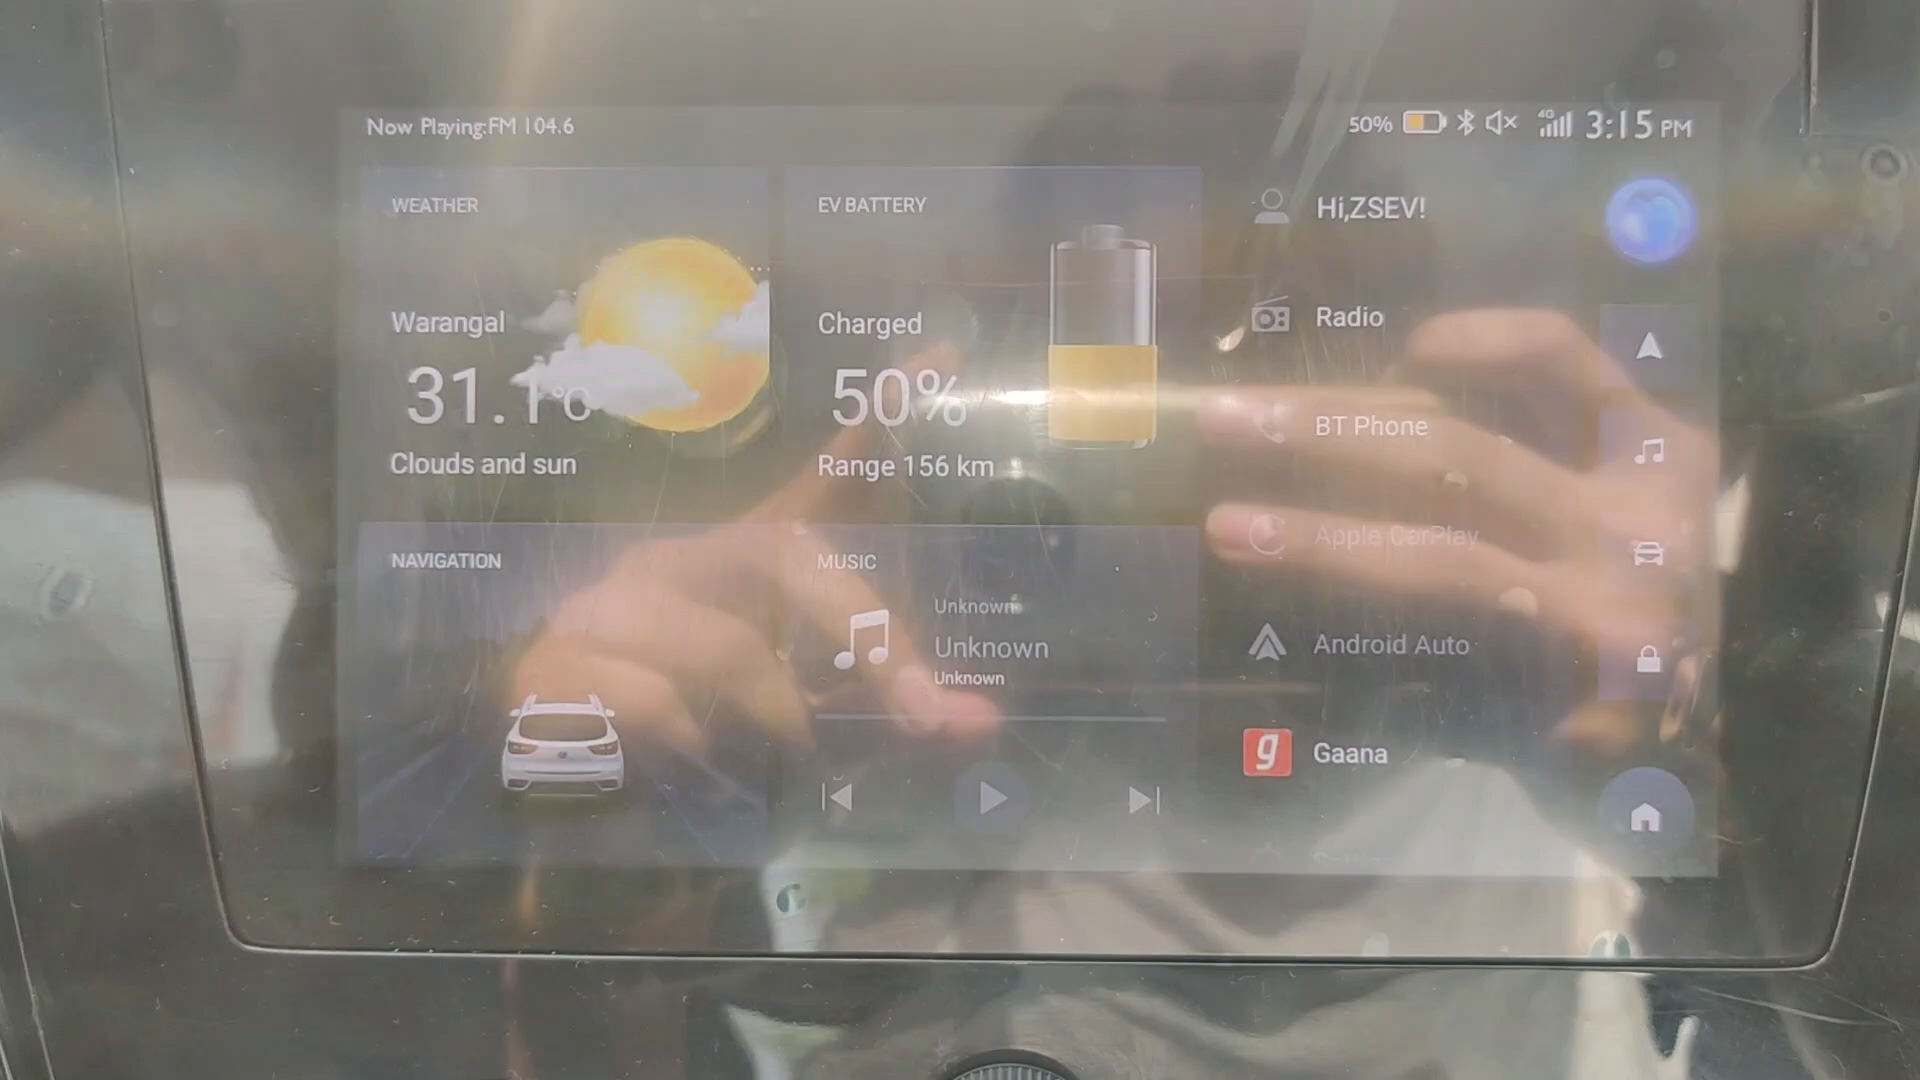 Now Playing:FM 104.6
50%
4G
3:15 PM
WEATHER
Warangal
31.1°C
Clouds and sun
EV BATTERY
Charged
50%
Range 156 km
NAVIGATION
MUSIC
Unknown
Unknown
Unknown
Hi,ZSEV!
Radio
BT Phone
Apple CarPlay
Android Auto
g
Gaana